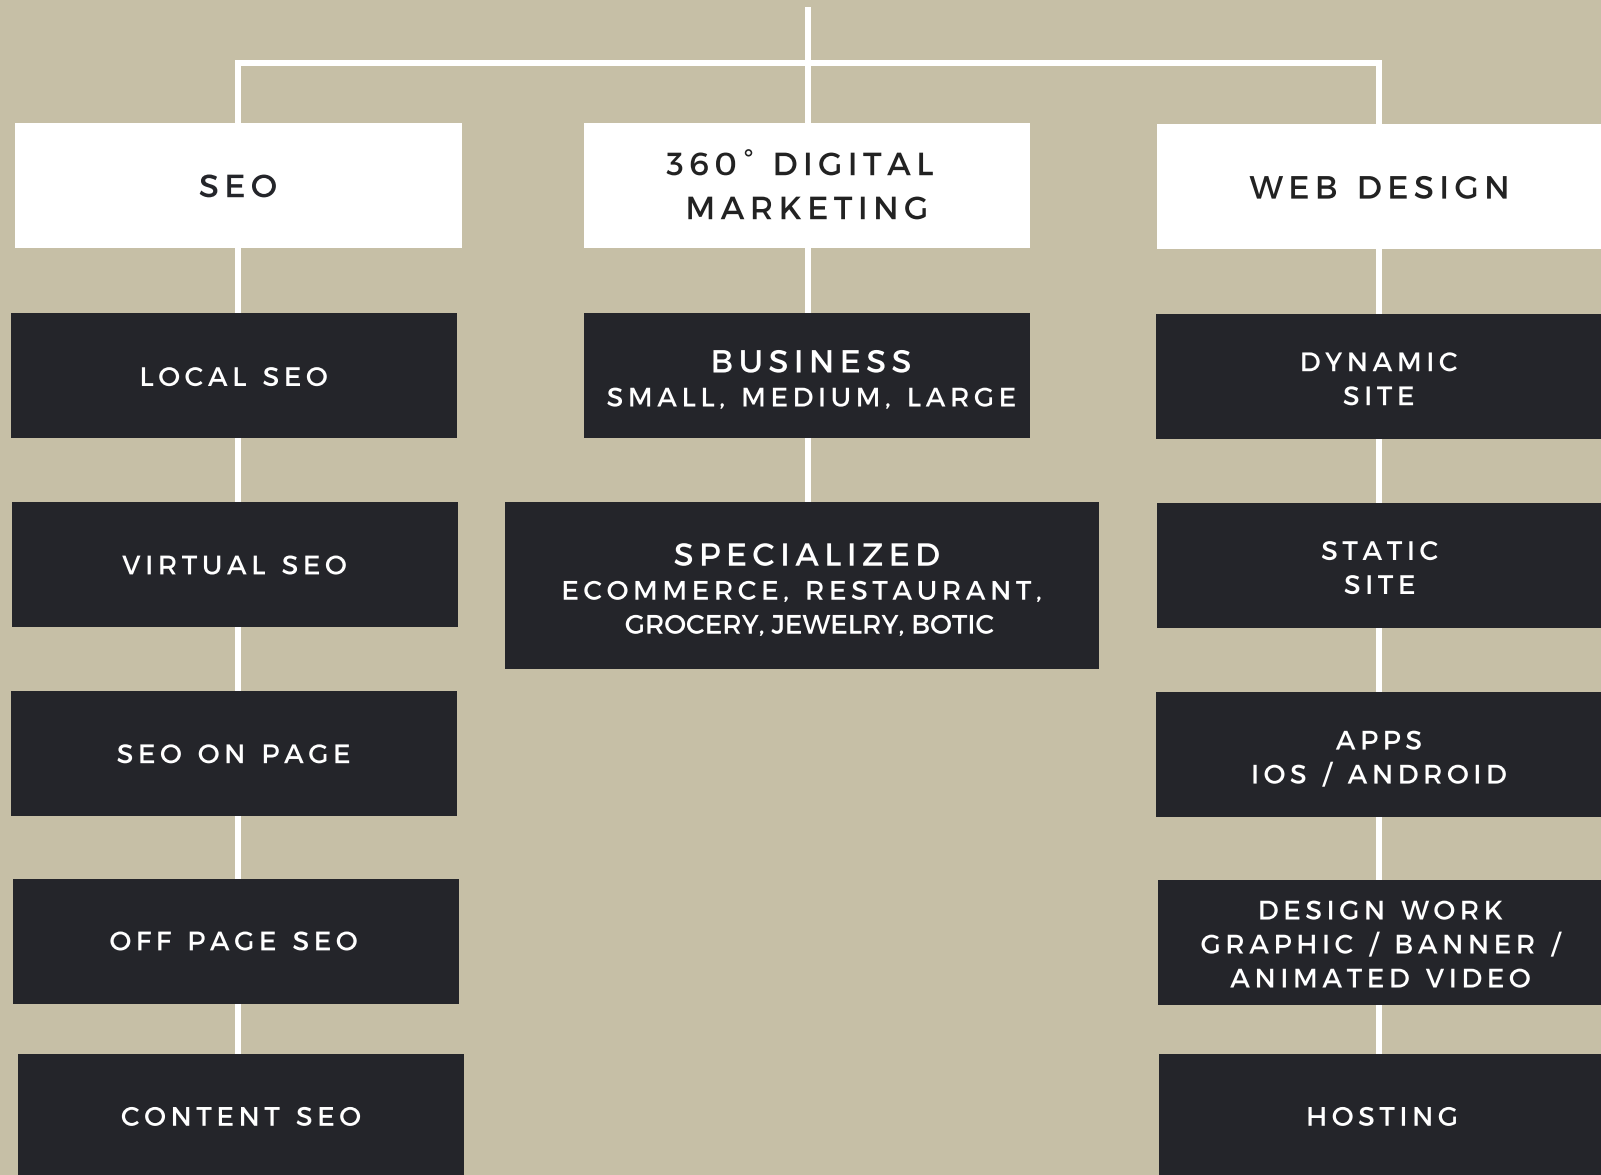 SEO
360° DIGITAL
MARKETING
WEB DESIGN
LOCAL SEO
BUSINESS
SMALL, MEDIUM, LARGE
DYNAMIC
SITE
VIRTUAL SEO
SPECIALIZED
ECOMMERCE, RESTAURANT,
GROCERY, JEWELRY, BOTIC
STATIC
SITE
SEO ON PAGE
APPS
IOS / ANDROID
OFF PAGE SEO
DESIGN WORK
GRAPHIC / BANNER /
ANIMATED VIDEO
CONTENT SEO
HOSTING